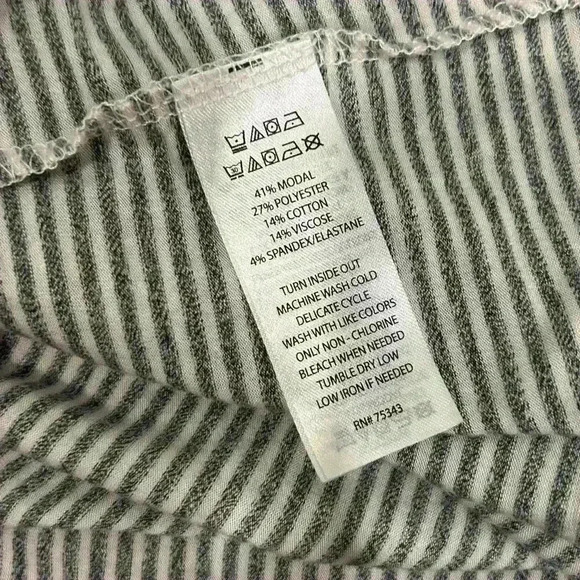 41% MODAL
27% POLYESTER
14% COTTON
14% VISCOSE
4% SPANDEX/ELASTANE
TURN INSIDE OUT
MACHINE WASH COLD
DELICATE CYCLE
WASH WITH LIKE COLORS
ONLY NON - CHLORINE
BLEACH WHEN NEEDED
TUMBLE DRY LOW
LOW IRON IF NEEDED
RN# 75343